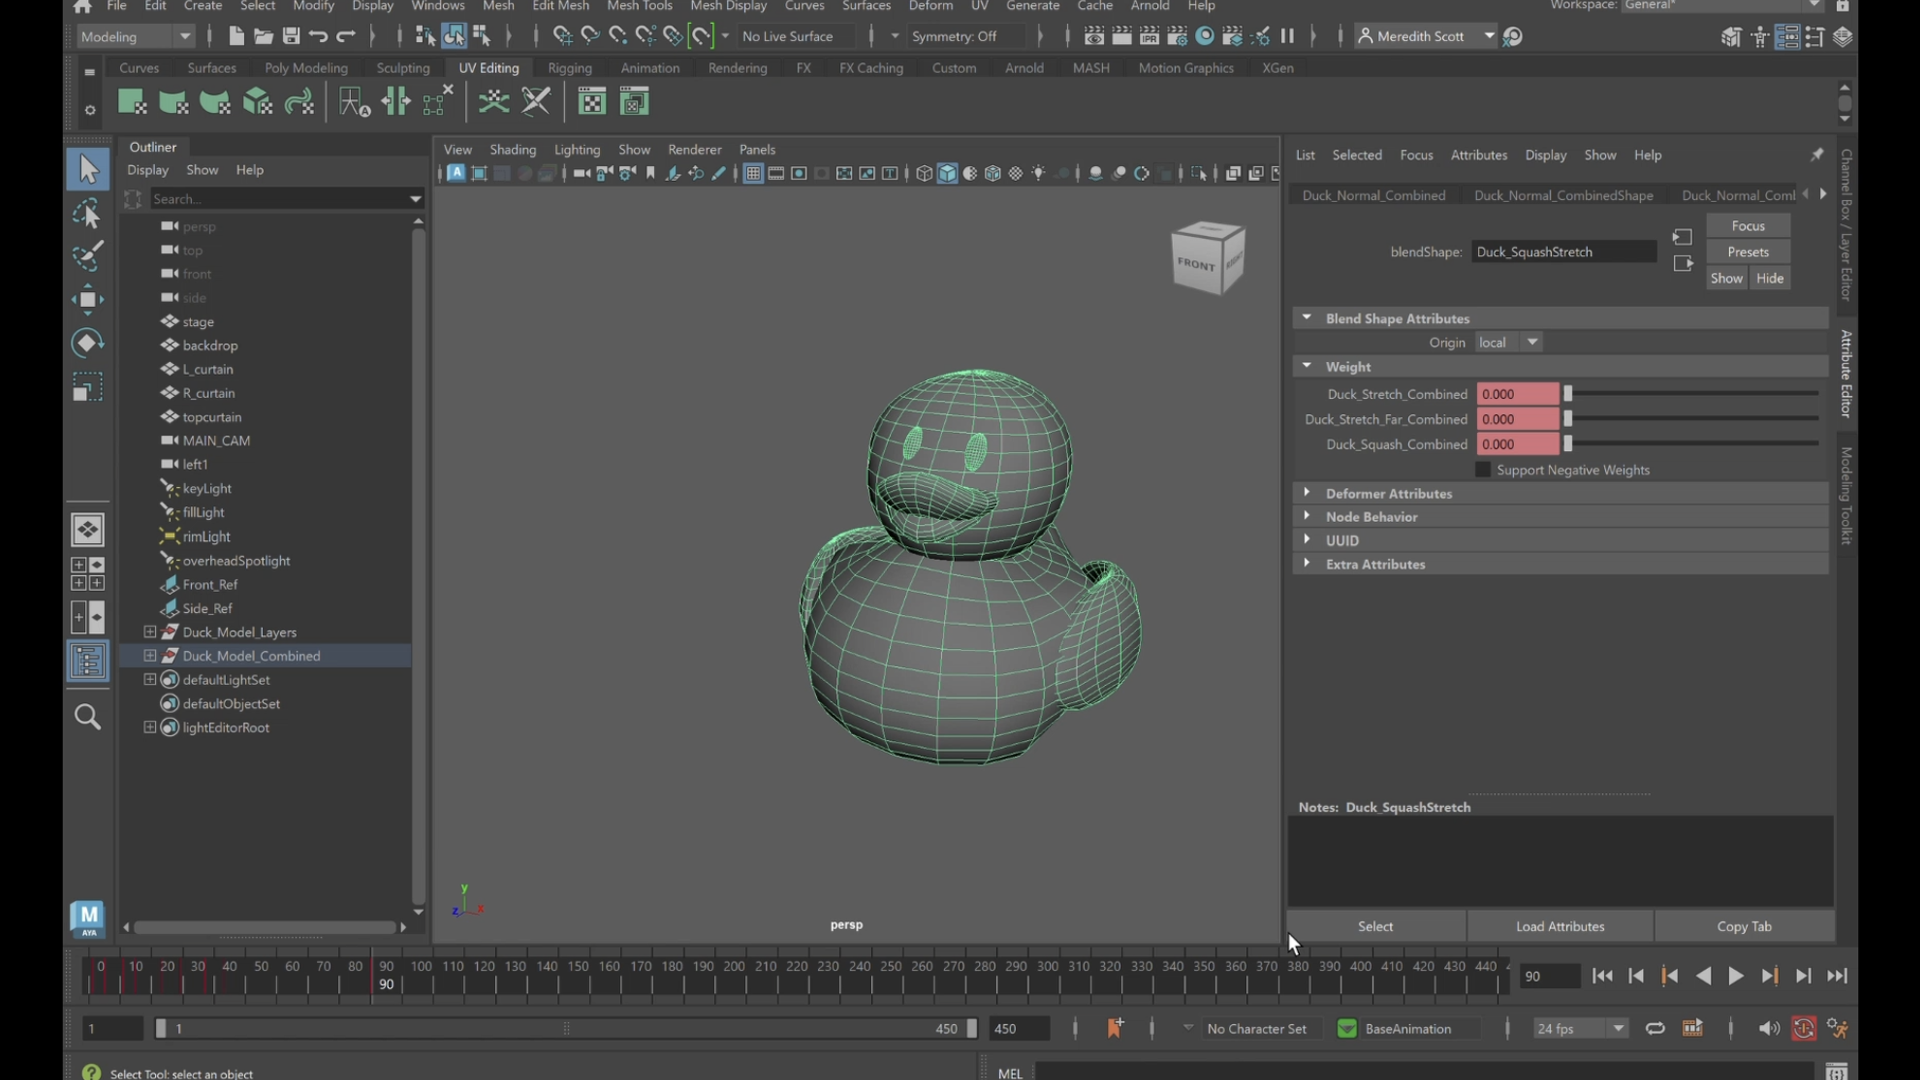 File Edit Create Select Modify Display Windows Mesh Edit Mesh Mesh Tools Mesh Display Curves Surfaces Deform UV Generate Cache Arnold Help Workspace: General*
Modeling No Live Surface Symmetry: Off Meredith Scott
Curves Surfaces Poly Modeling Sculpting UV Editing Rigging Animation Rendering FX FX Caching Custom Arnold MASH Motion Graphics XGen
Outliner
Display Show Help
Search...
persp
top
front
side
stage
backdrop
L_curtain
R_curtain
topcurtain
MAIN_CAM
left1
keyLight
fillLight
rimLight
overheadSpotlight
Front_Ref
Side_Ref
Duck_Model_Layers
Duck_Model_Combined
defaultLightSet
defaultObjectSet
lightEditorRoot
M
AYA
View Shading Lighting Show Renderer Panels
IPR
A
T
FRONT
RIGHT
y
z x
persp
List Selected Focus Attributes Display Show Help
Duck_Normal_Combined Duck_Normal_CombinedShape Duck_Normal_Coml
Focus
blendShape: Duck_SquashStretch Presets
Show Hide
Blend Shape Attributes
Origin local
Weight
Duck_Stretch_Combined 0.000
Duck_Stretch_Far_Combined 0.000
Duck_Squash_Combined 0.000
Support Negative Weights
Deformer Attributes
Node Behavior
UUID
Extra Attributes
Notes: Duck_SquashStretch
Select Load Attributes Copy Tab
Channel Box / Layer Editor
Attribute Editor
Modeling Toolkit
0 10 20 30 40 50 60 70 80 90 100 110 120 130 140 150 160 170 180 190 200 210 220 230 240 250 260 270 280 290 300 310 320 330 340 350 360 370 380 390 400 410 420 430 440
90
90
1 1 450 450 No Character Set BaseAnimation 24 fps
Select Tool: select an object MEL